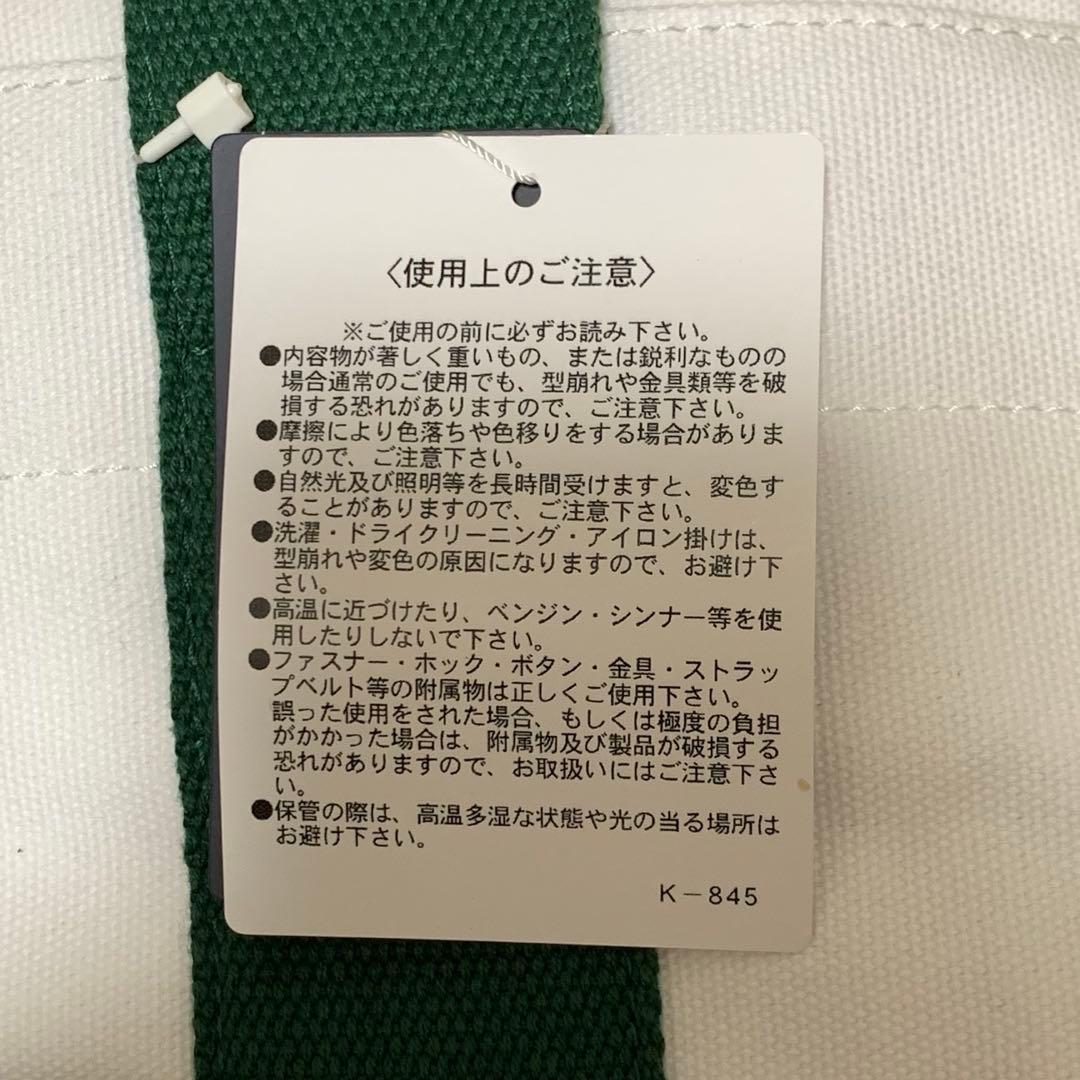 〈使用上のご注意〉
※ご使用の前に必ずお読み下さい。
●内容物が著しく重いもの、または鋭利なものの
場合通常のご使用でも、型崩れや金具類等を破
損する恐れがありますので、ご注意下さい。
●摩擦により色落ちや色移りをする場合がありま
すので、ご注意下さい。
●自然光及び照明等を長時間受けますと、変色す
ることがありますので、ご注意下さい。
●洗濯・ドライクリーニング・アイロン掛けは、
型崩れや変色の原因になりますので、お避け下
さい。
●高温に近づけたり、ベンジン・シンナー等を使
用したりしないで下さい。
●ファスナー・ホック・ボタン・金具・ストラッ
プベルト等の附属物は正しくご使用下さい。
誤った使用をされた場合、もしくは極度の負担
がかかった場合は、附属物及び製品が破損する
恐れがありますので、お取扱いにはご注意下さ
い。
●保管の際は、高温多湿な状態や光の当る場所は
お避け下さい。
K－845